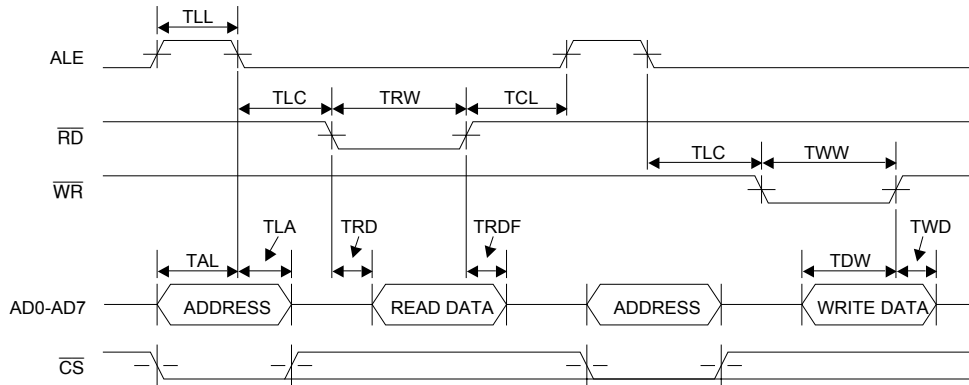 TLL
ALE
TLC TRW TCL
RD
TLC TWW
WR
TLA TRD TRDF TWD
TAL TDW
AD0-AD7 ADDRESS READ DATA ADDRESS WRITE DATA
CS